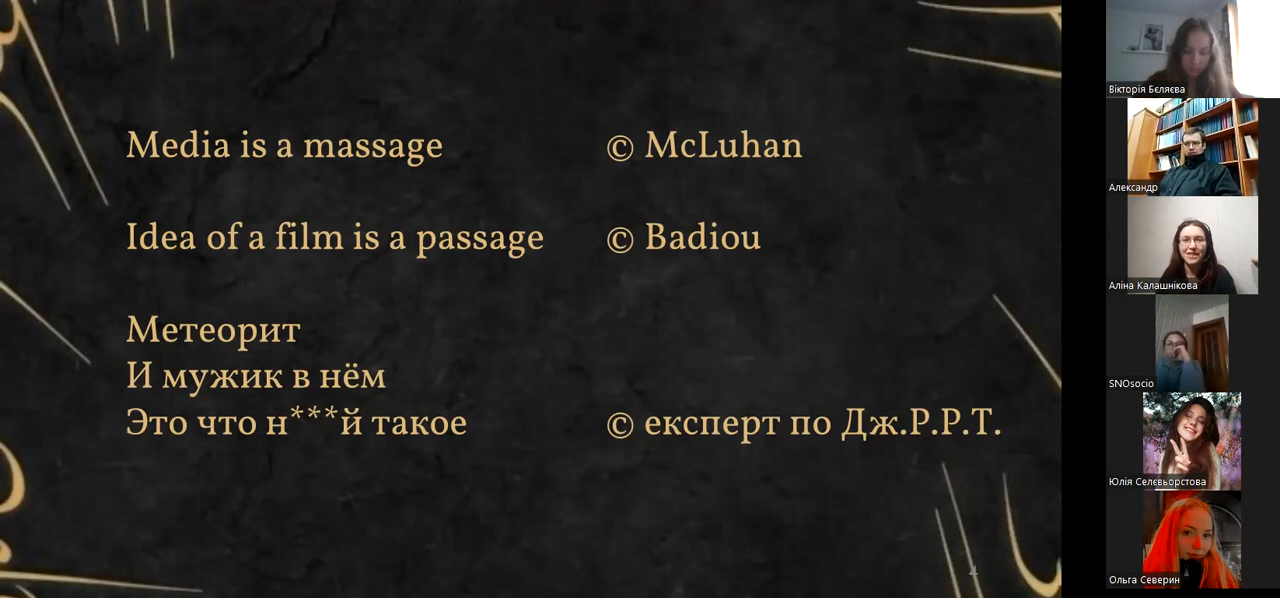 Media is a massage © McLuhan
Idea of a film is a passage © Badiou
Метеорит
И мужик в нём
Это что н***й такое © експерт по Дж.Р.Р.Т.
4
Вікторія Бєляєва
Александр
Аліна Калашнікова
SNOsocio
Юлія Селєвьорстова
Ольга Северин